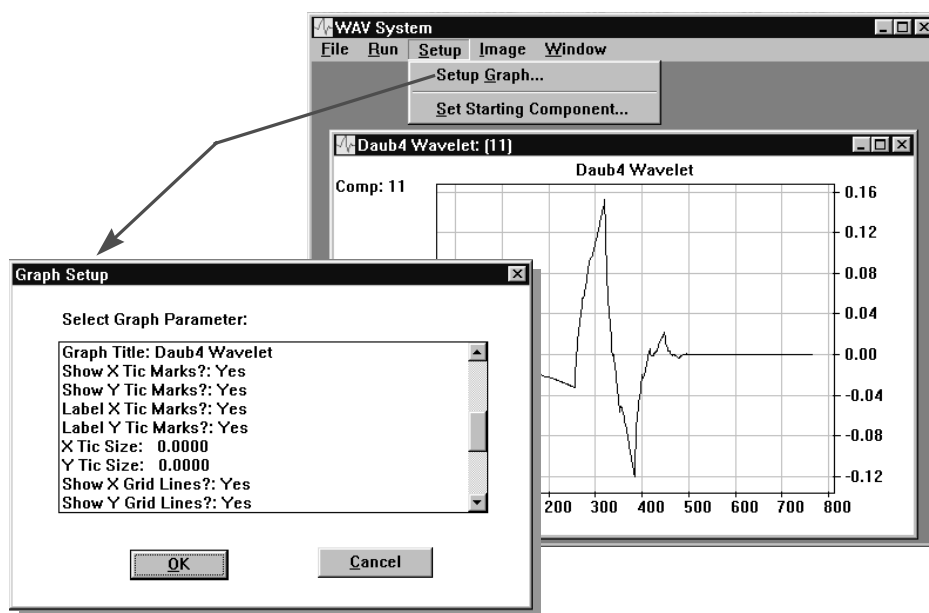 WAV System
File Run Setup Image Window
Setup Graph...
Set Starting Component...
Daub4 Wavelet: (11)
Daub4 Wavelet
Comp: 11
0.16
0.12
0.08
0.04
0.00
-0.04
-0.08
-0.12
200 300 400 500 600 700 800
Graph Setup
Select Graph Parameter:
Graph Title: Daub4 Wavelet
Show X Tic Marks?: Yes
Show Y Tic Marks?: Yes
Label X Tic Marks?: Yes
Label Y Tic Marks?: Yes
X Tic Size: 0.0000
Y Tic Size: 0.0000
Show X Grid Lines?: Yes
Show Y Grid Lines?: Yes
OK Cancel